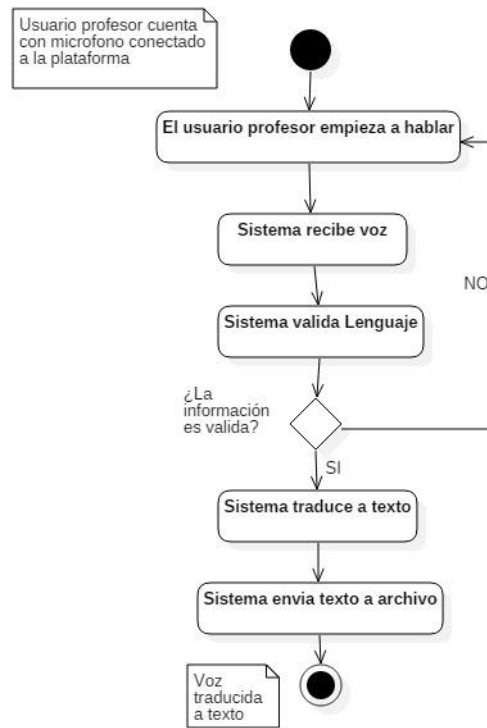 Usuario profesor cuenta
con microfono conectado
a la plataforma
El usuario profesor empieza a hablar
Sistema recibe voz
NO
Sistema valida Lenguaje
¿La
información
es valida?
SI
Sistema traduce a texto
Sistema envia texto a archivo
Voz
traducida
a texto